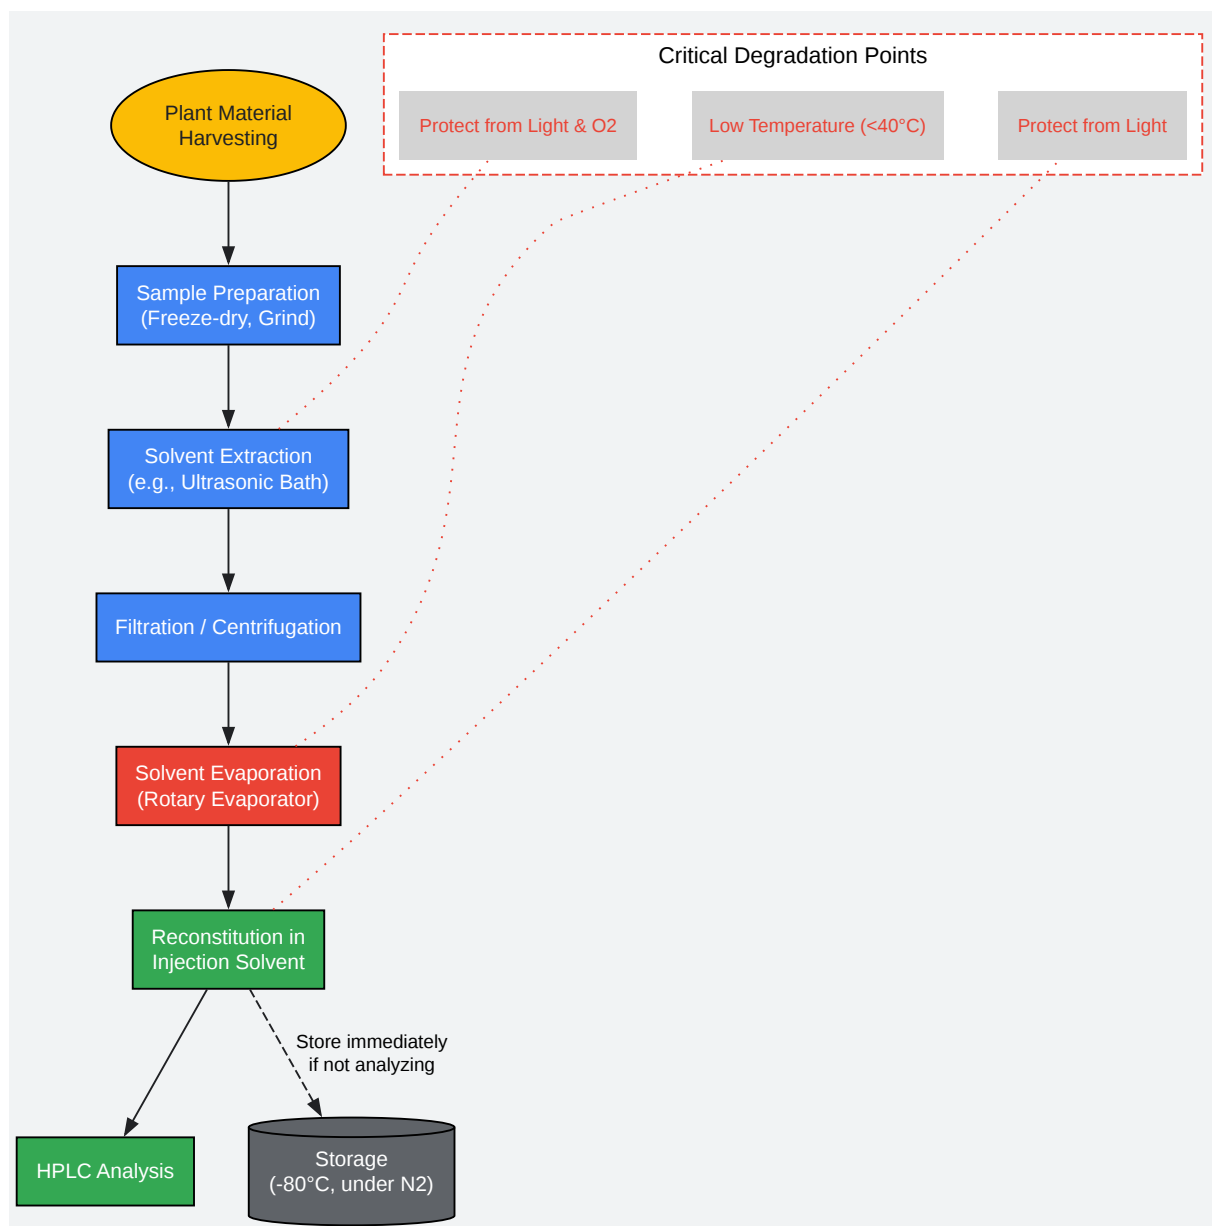 Critical Degradation Points
Plant Material
Harvesting
Protect from Light & O2
Low Temperature (<40°C)
Protect from Light
Sample Preparation
(Freeze-dry, Grind)
Solvent Extraction
(e.g., Ultrasonic Bath)
Filtration / Centrifugation
Solvent Evaporation
(Rotary Evaporator)
Reconstitution in
Injection Solvent
Store immediately
if not analyzing
HPLC Analysis
Storage
(-80°C, under N2)